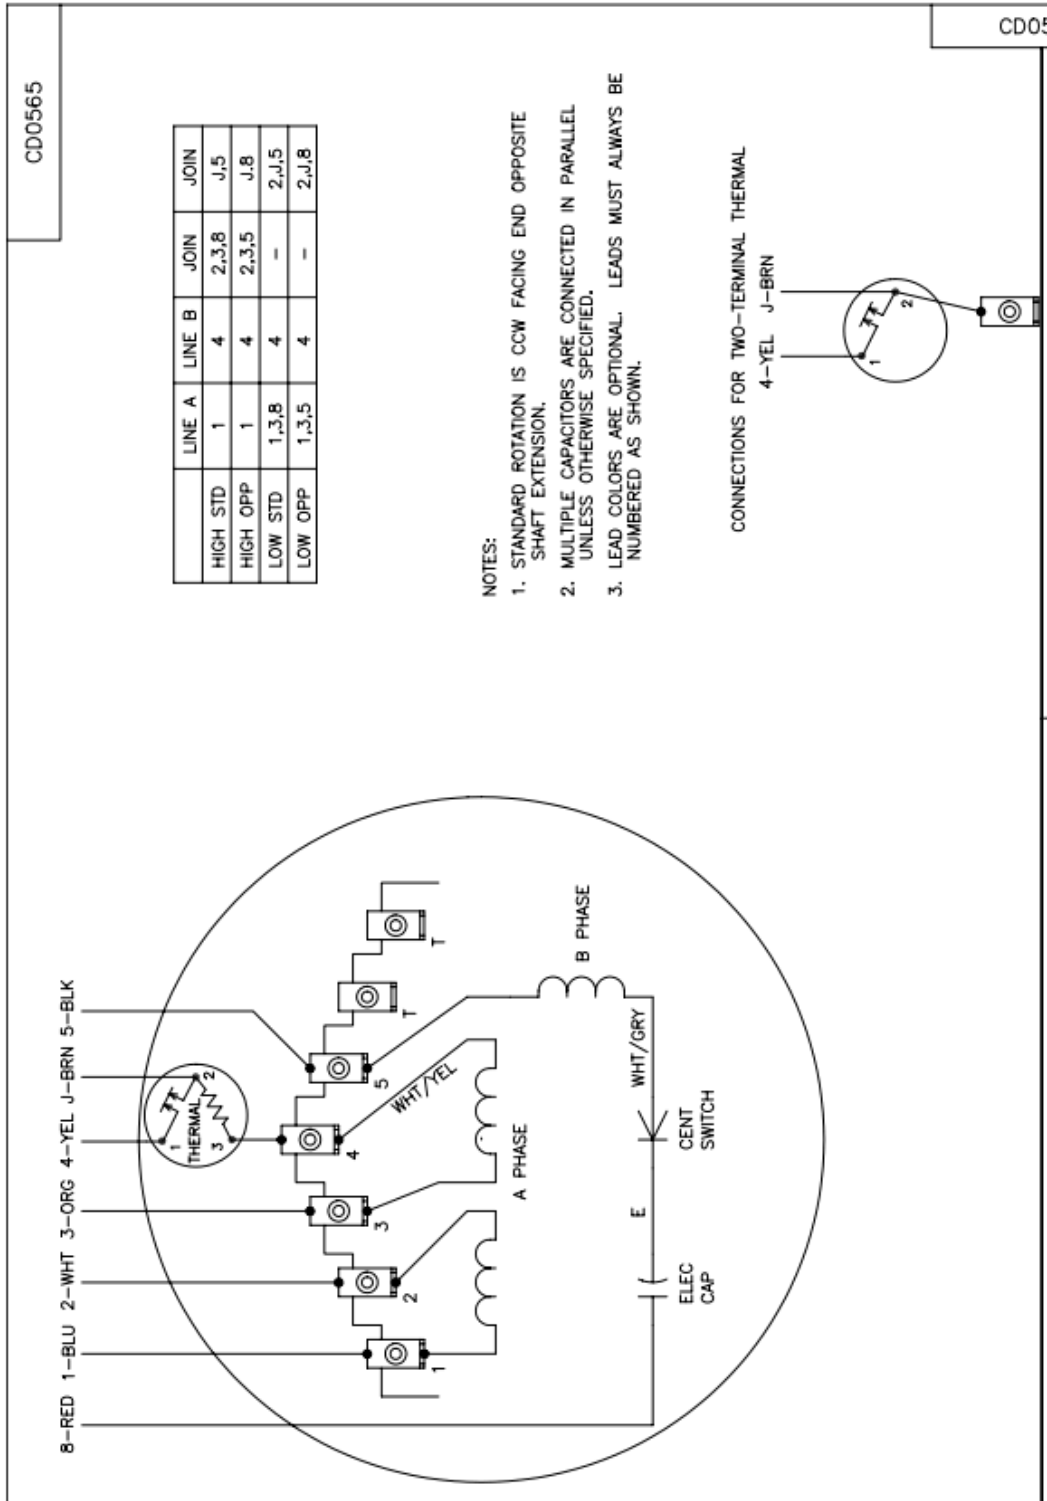 CD0565
CD05
LINE A LINE B JOIN JOIN
HIGH STD 1 4 2,3,8 J,5
HIGH OPP 1 4 2,3,5 J.8
LOW STD 1,3,8 4 – 2,J,5
LOW OPP 1,3,5 4 – 2,J,8
NOTES:
1. STANDARD ROTATION IS CCW FACING END OPPOSITE
SHAFT EXTENSION.
2. MULTIPLE CAPACITORS ARE CONNECTED IN PARALLEL
UNLESS OTHERWISE SPECIFIED.
3. LEAD COLORS ARE OPTIONAL. LEADS MUST ALWAYS BE
NUMBERED AS SHOWN.
CONNECTIONS FOR TWO–TERMINAL THERMAL
4–YEL J–BRN
1
2
8–RED 1–BLU 2–WHT 3–ORG 4–YEL J–BRN 5–BLK
1
2
THERMAL
3
T
T
5
4
3
2
1
WHT/YEL
A PHASE
B PHASE
WHT/GRY
E
CENT
SWITCH
ELEC
CAP